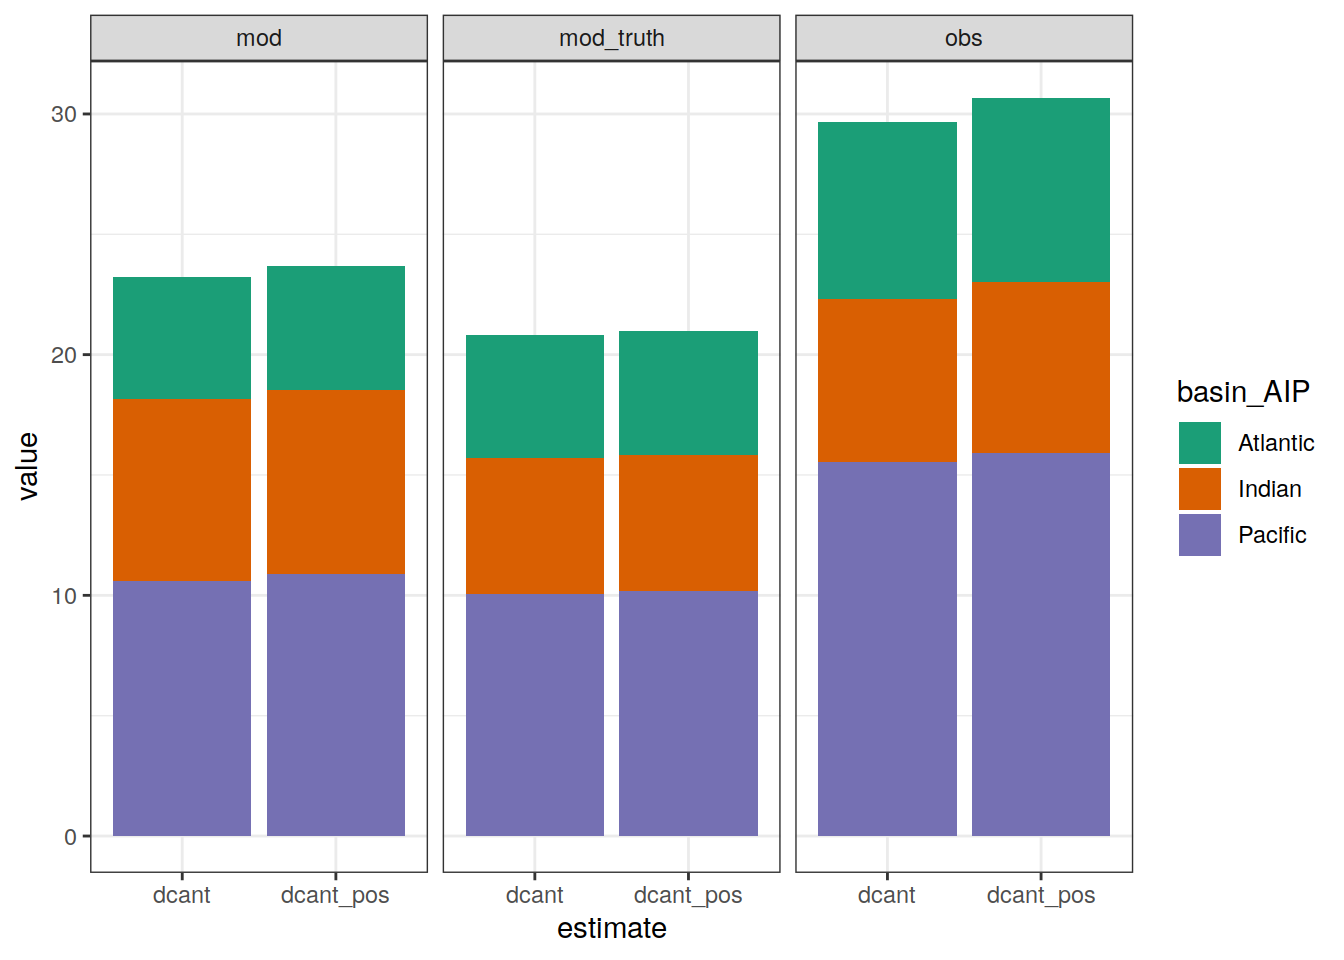 mod
mod_truth
obs
30
20
10
0
value
dcant
dcant_pos
dcant
dcant_pos
dcant
dcant_pos
estimate
basin_AIP
Atlantic
Indian
Pacific